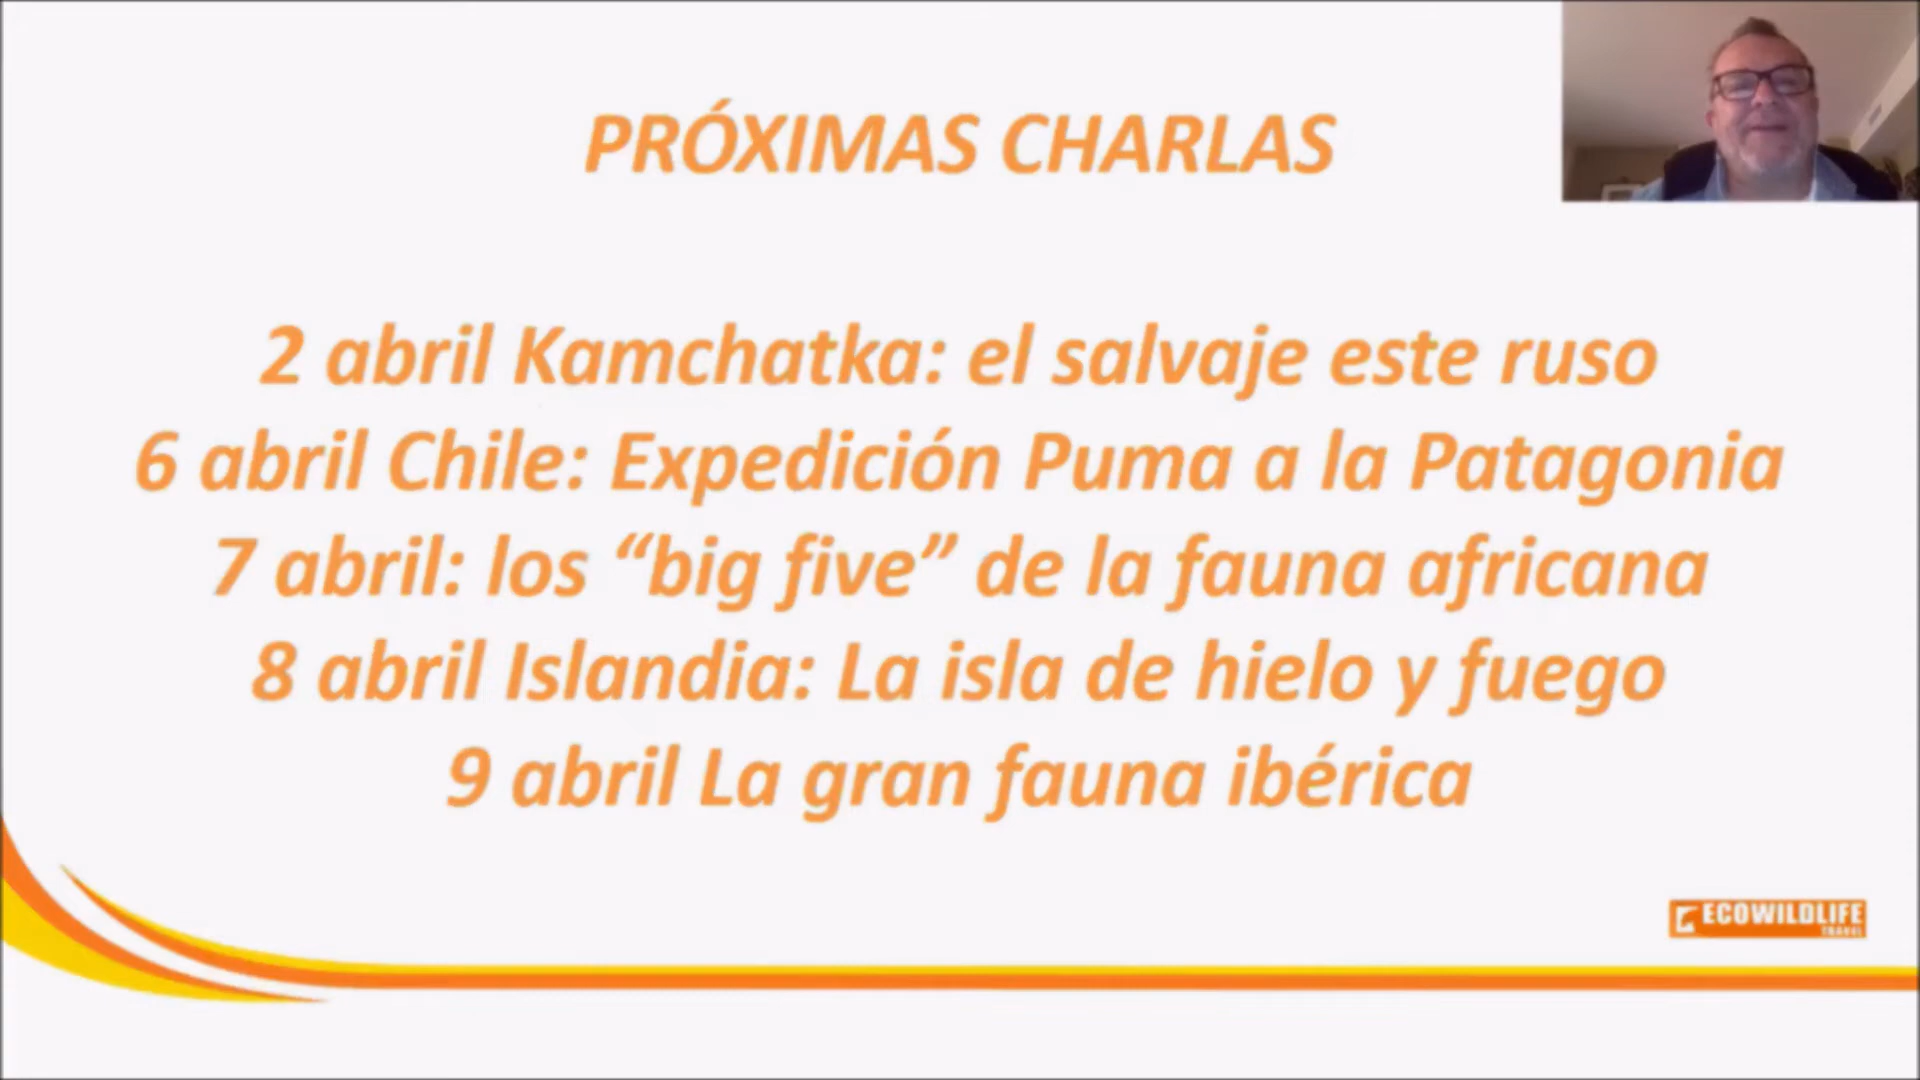 PRÓXIMAS CHARLAS
2 abril Kamchatka: el salvaje este ruso
6 abril Chile: Expedición Puma a la Patagonia
7 abril: los “big five” de la fauna africana
8 abril Islandia: La isla de hielo y fuego
9 abril La gran fauna ibérica
ECOWILDLIFE
TRAVEL